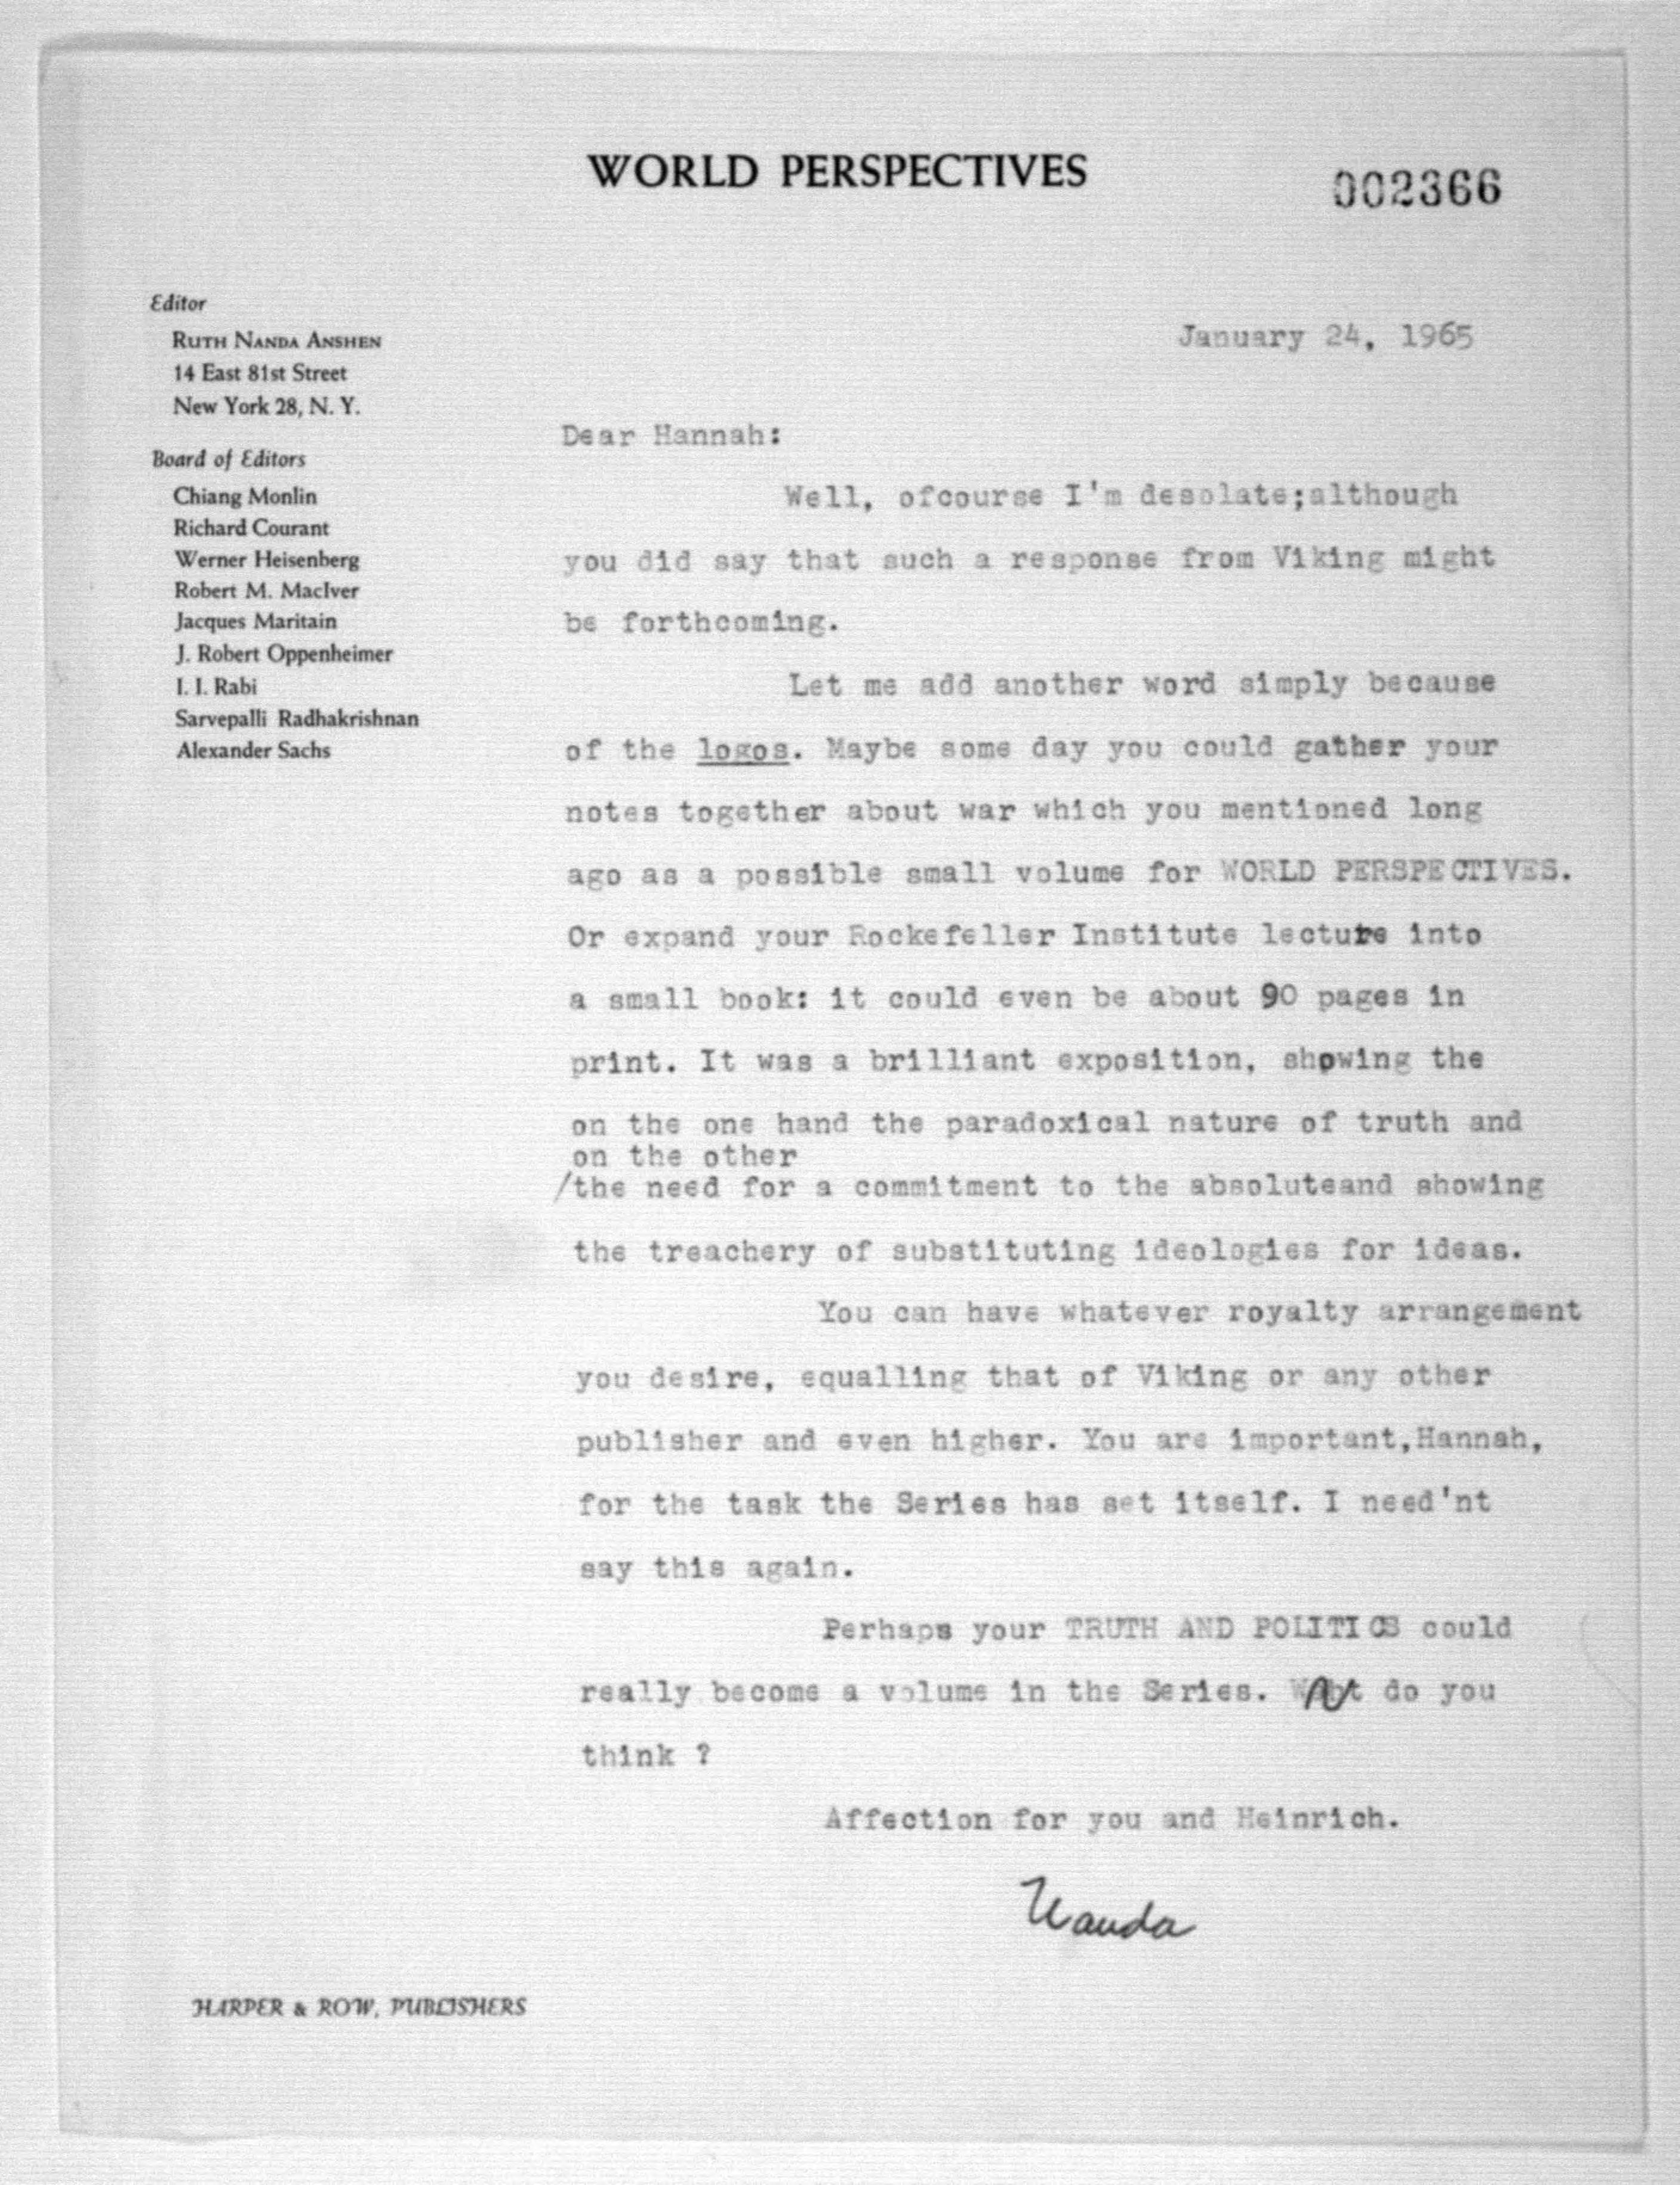 WORLD PERSPECTIVES
002366
Editor
RUTH NANDA ANSHEN
14 East 81st Street
New York 28, N. Y.
Board of Editors
Chiang Monlin
Richard Courant
Werner Heisenberg
Robert M. MacIver
Jacques Maritain
J. Robert Oppenheimer
I. I. Rabi
Sarvepalli Radhakrishnan
Alexander Sachs
January 24, 1965
Dear Hannah:
Well, ofcourse I'm desolate;although
you did say that such a response from Viking might
be forthcoming.
Let me add another word simply because
of the logos. Maybe some day you could gather your
notes together about war which you mentioned long
ago as a possible small volume for WORLD PERSPECTIVES.
Or expand your Rockefeller Institute lecture into
a small book: it could even be about 90 pages in
print. It was a brilliant exposition, showing the
on the one hand the paradoxical nature of truth and
on the other
/the need for a commitment to the absoluteand showing
the treachery of substituting ideologies for ideas.
You can have whatever royalty arrangement
you desire, equalling that of Viking or any other
publisher and even higher. You are important,Hannah,
for the task the Series has set itself. I need'nt
say this again.
Perhaps your TRUTH AND POLITICS could
really become a volume in the Series. What do you
think ?
Affection for you and Heinrich.
Nanda
HARPER & ROW, PUBLISHERS